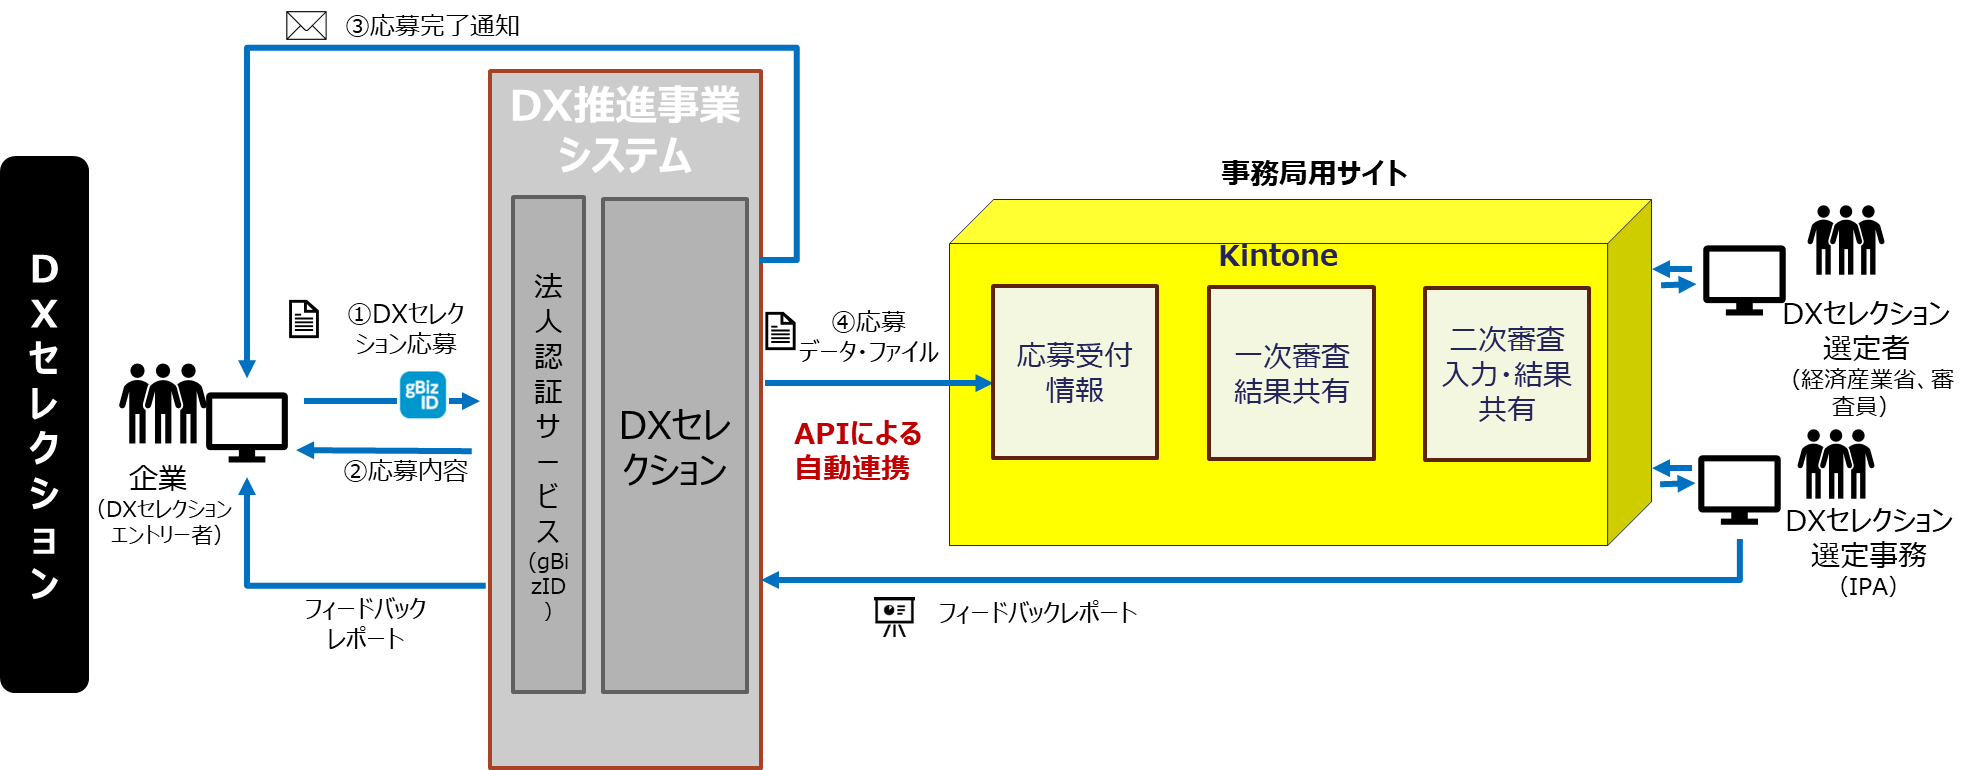 ③応募完了通知
DX推進事業
システム
事務局用サイト
DXセレクション
Kintone
法人認証サービス
(gBi
zID
)
DXセレ
クション
①DXセレク
ション応募
gBiz
ID
②応募内容
企業
（DXセレクション
エントリー者）
フィードバック
レポート
④応募
データ・ファイル
APIによる
自動連携
応募受付
情報
一次審査
結果共有
二次審査
入力・結果
共有
DXセレクション
選定者
（経済産業省、審
査員）
DXセレクション
選定事務
（IPA）
フィードバックレポート